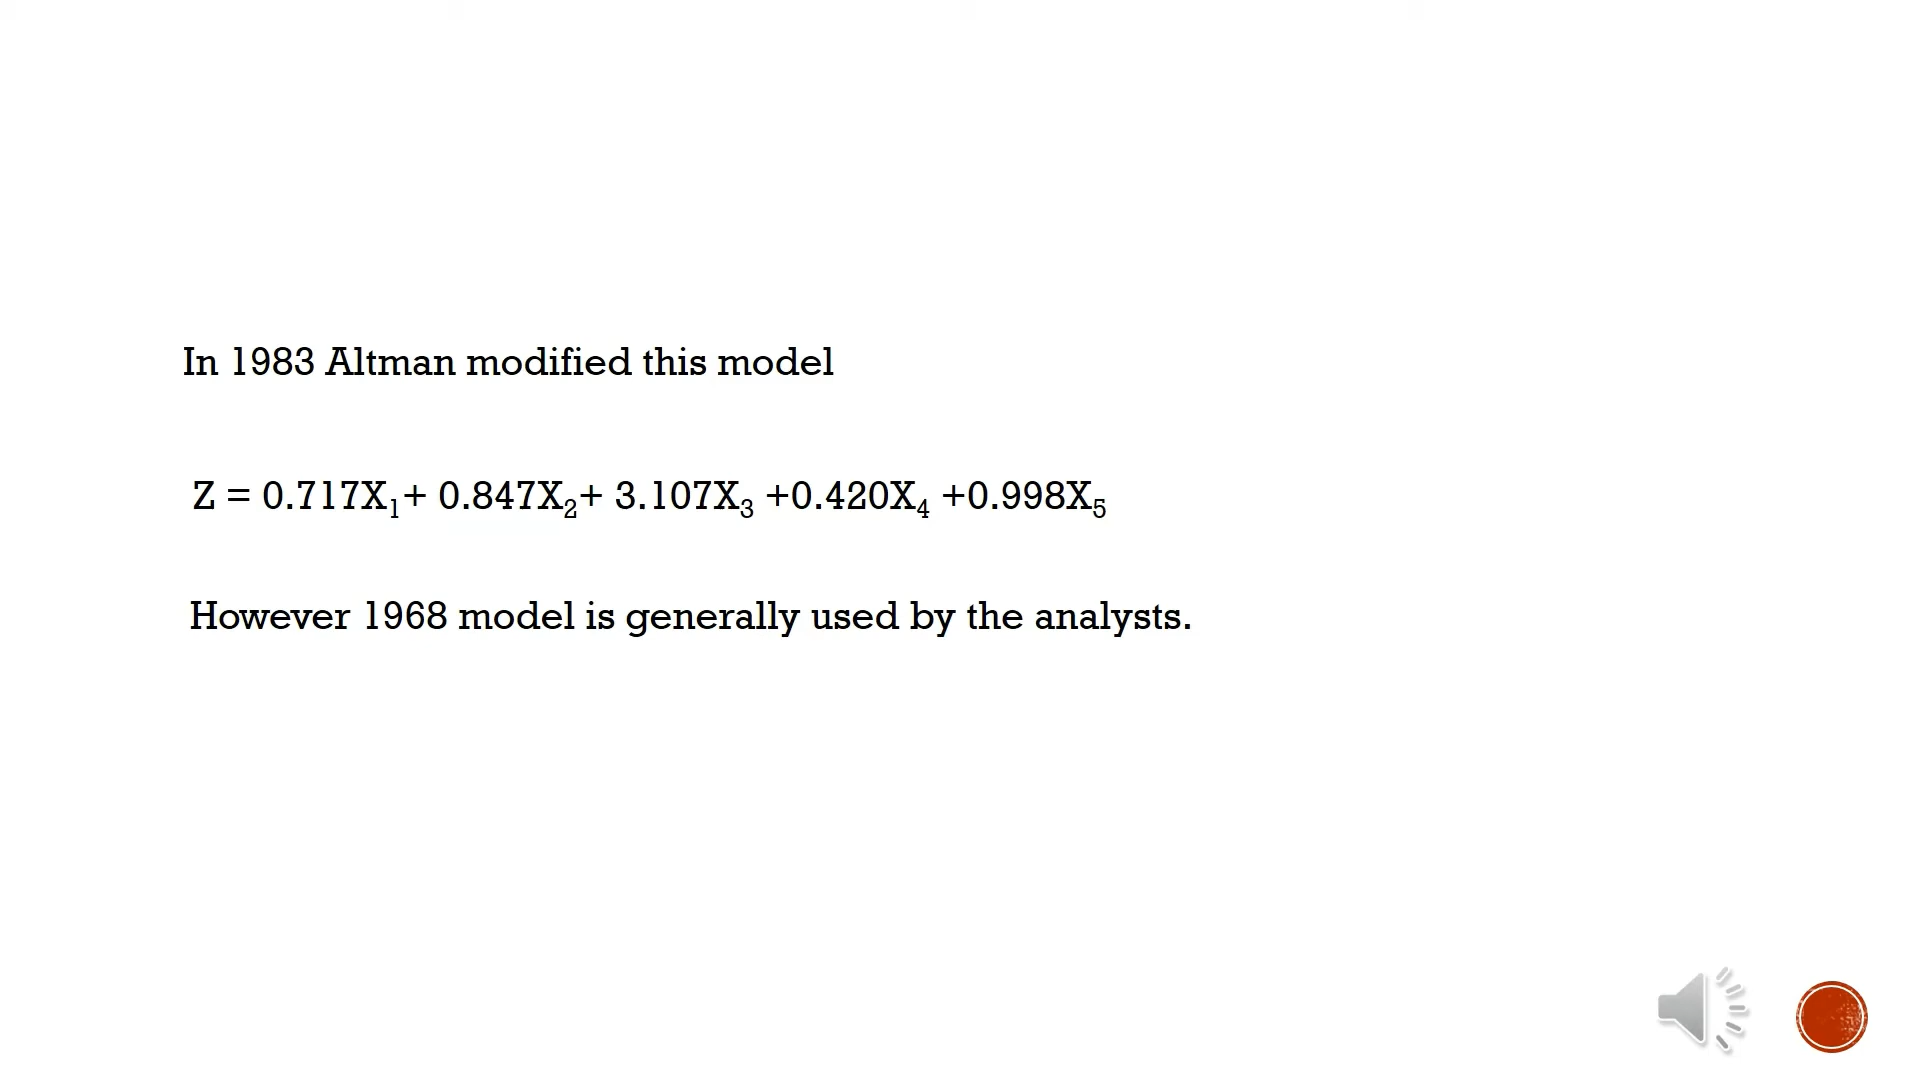 In 1983 Altman modified this model
Z = 0.717X₁+ 0.847X₂+ 3.107X₃ +0.420X₄ +0.998X₅
However 1968 model is generally used by the analysts.